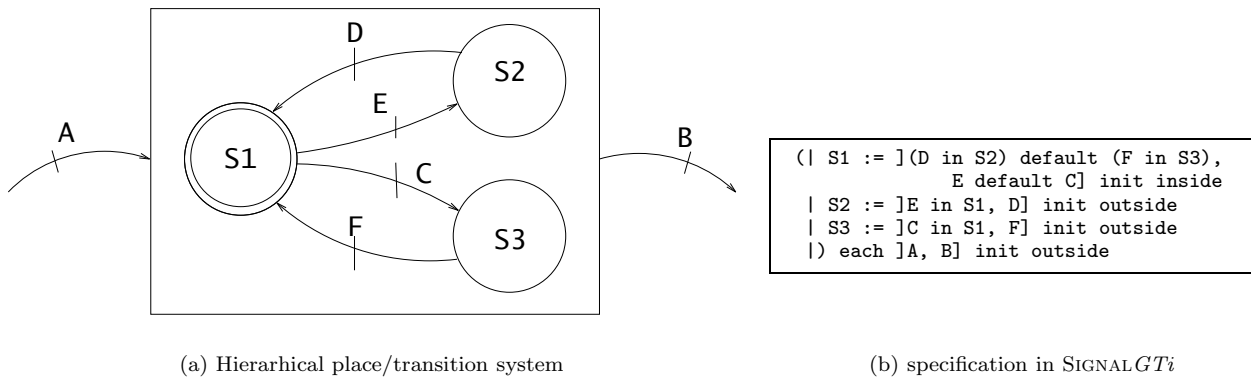 A
D
S2
E
S1
C
F
S3
B
(| S1 := ](D in S2) default (F in S3),
E default C] init inside
| S2 := ]E in S1, D] init outside
| S3 := ]C in S1, F] init outside
|) each ]A, B] init outside
(a) Hierarhical place/transition system
(b) specification in SIGNALGTi